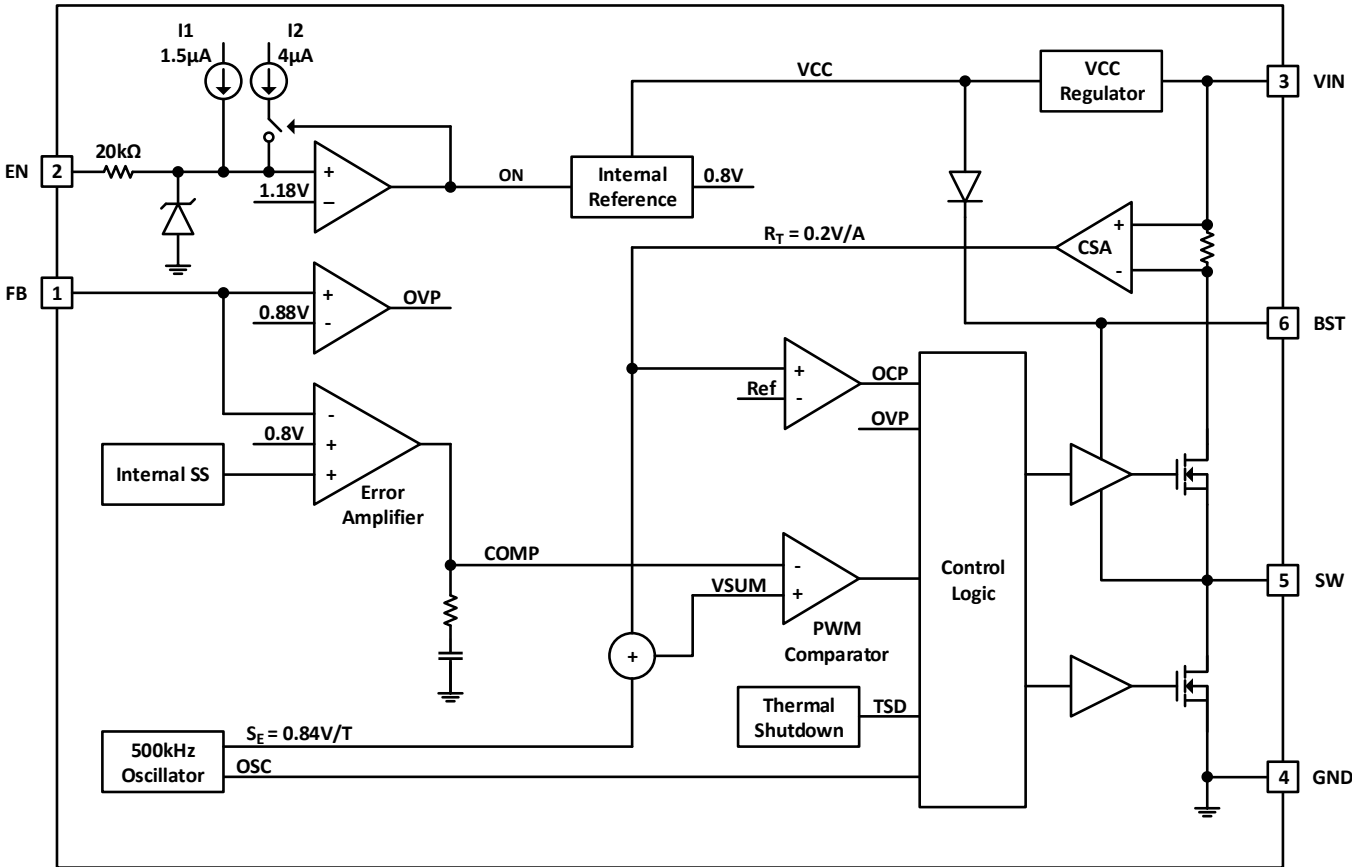 I1
1.5µA
I2
4µA
VCC
VCC
Regulator
3
VIN
20kΩ
EN
2
+
1.18V
−
ON
Internal
Reference
0.8V
R_T = 0.2V/A
+
CSA
-
FB
1
+
0.88V
-
OVP
6
BST
+
Ref
-
OCP
OVP
-
0.8V
+
Internal SS
+
Error
Amplifier
COMP
-
VSUM
+
PWM
Comparator
Control
Logic
5
SW
+
Thermal
Shutdown
TSD
S_E = 0.84V/T
500kHz
Oscillator
OSC
4
GND